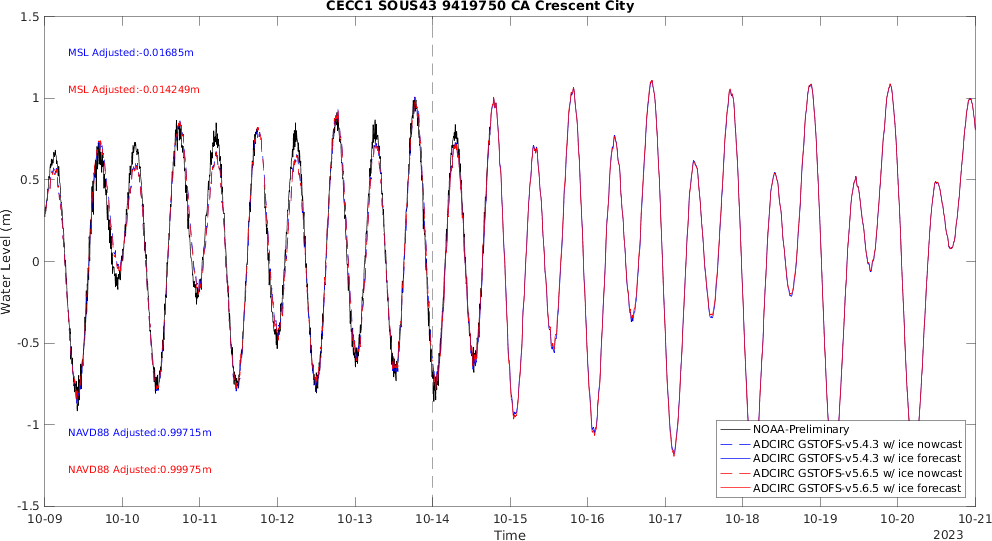 CECC1 SOUS43 9419750 CA Crescent City
MSL Adjusted:-0.01685m
MSL Adjusted:-0.014249m
NAVD88 Adjusted:0.99715m
NAVD88 Adjusted:0.99975m
Water Level (m)
1.5
1
0.5
0
-0.5
-1
-1.5
NOAA-Preliminary
ADCIRC GSTOFS-v5.4.3 w/ ice nowcast
ADCIRC GSTOFS-v5.4.3 w/ ice forecast
ADCIRC GSTOFS-v5.6.5 w/ ice nowcast
ADCIRC GSTOFS-v5.6.5 w/ ice forecast
10-09 10-10 10-11 10-12 10-13 10-14 10-15 10-16 10-17 10-18 10-19 10-20 10-21
Time
2023